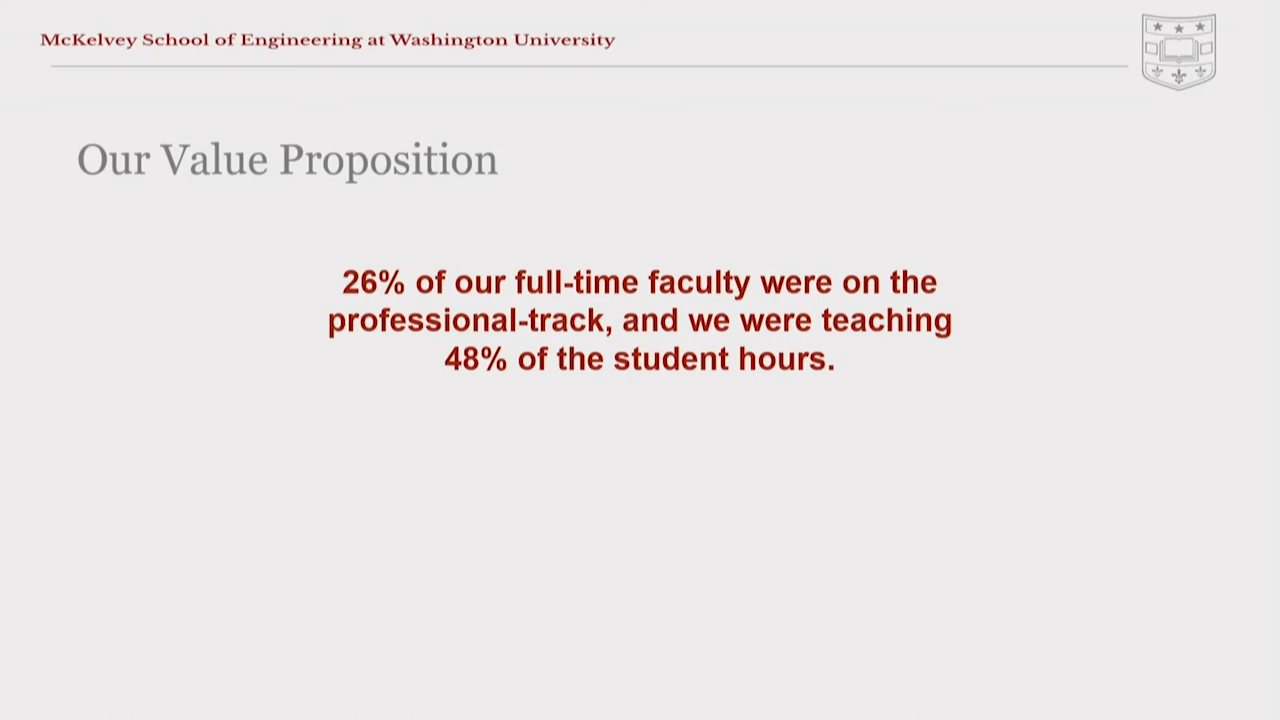 McKelvey School of Engineering at Washington University
Our Value Proposition
26% of our full-time faculty were on the
professional-track, and we were teaching
48% of the student hours.